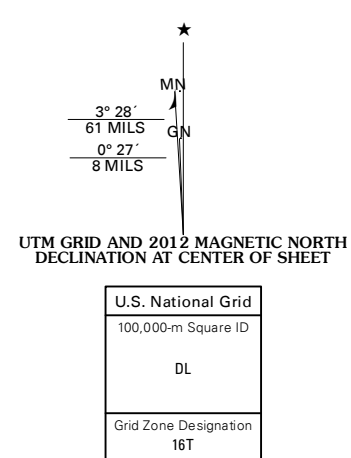 MN
3° 28´
61 MILS
GN
0° 27´
8 MILS
UTM GRID AND 2012 MAGNETIC NORTH
DECLINATION AT CENTER OF SHEET
U.S. National Grid
100,000-m Square ID
DL
Grid Zone Designation
16T